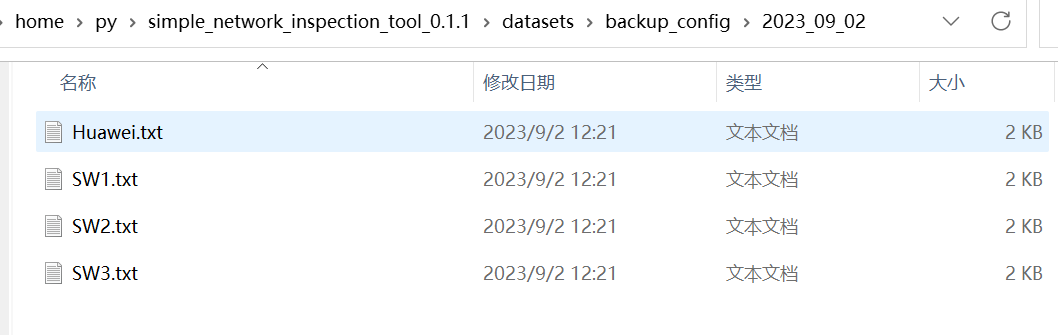 home › py › simple_network_inspection_tool_0.1.1 › datasets › backup_config › 2023_09_02
名称 修改日期 类型 大小
Huawei.txt 2023/9/2 12:21 文本文档 2 KB
SW1.txt 2023/9/2 12:21 文本文档 2 KB
SW2.txt 2023/9/2 12:21 文本文档 2 KB
SW3.txt 2023/9/2 12:21 文本文档 2 KB